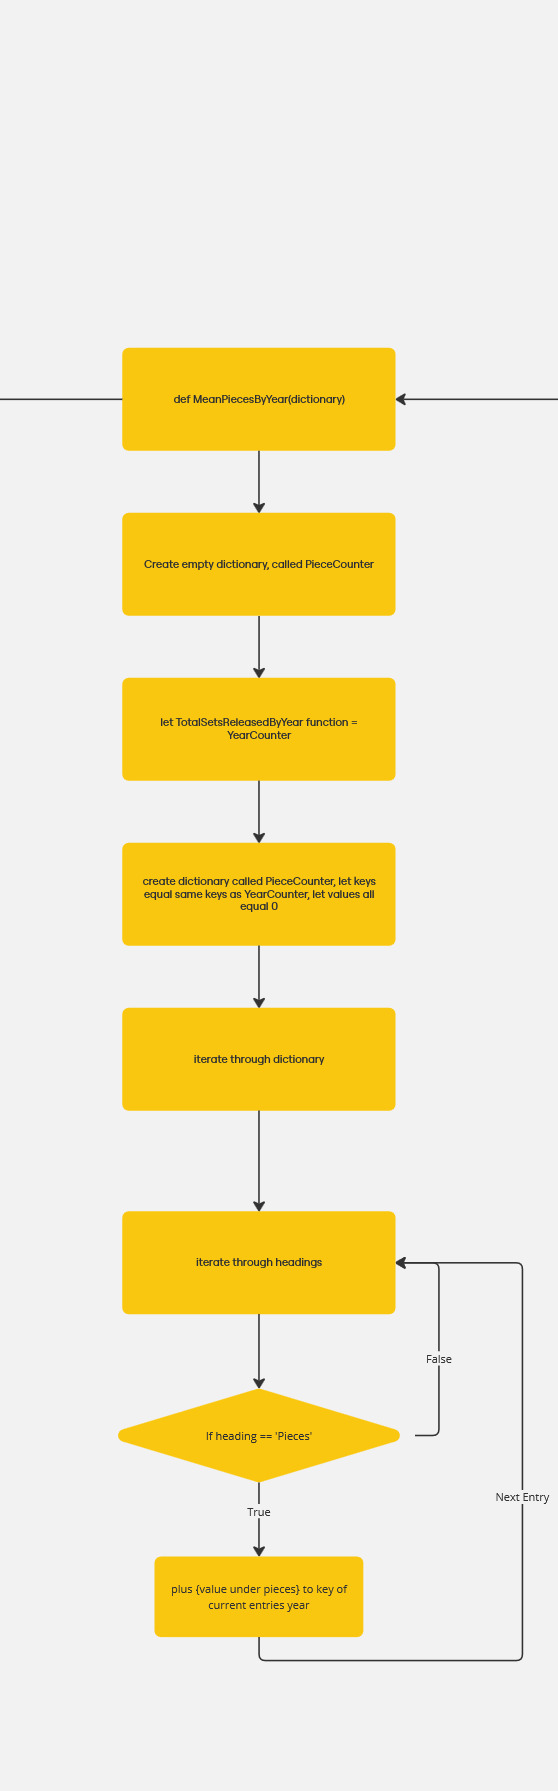 def MeanPiecesByYear(dictionary)
Create empty dictionary, called PieceCounter
let TotalSetsReleasedByYear function =
YearCounter
create dictionary called PieceCounter, let keys
equal same keys as YearCounter, let values all
equal 0
iterate through dictionary
iterate through headings
False
If heading == 'Pieces'
Next Entry
True
plus {value under pieces} to key of
current entries year